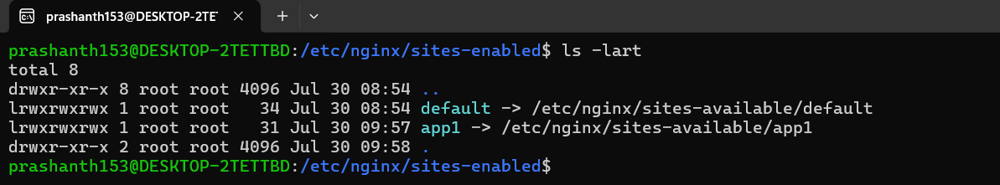 prashanth153@DESKTOP-2TET
prashanth153@DESKTOP-2TETTBD:/etc/nginx/sites-enabled$ ls -lart
total 8
drwxr-xr-x 8 root root 4096 Jul 30 08:54 ..
lrwxrwxrwx 1 root root   34 Jul 30 08:54 default -> /etc/nginx/sites-available/default
lrwxrwxrwx 1 root root   31 Jul 30 09:57 app1 -> /etc/nginx/sites-available/app1
drwxr-xr-x 2 root root 4096 Jul 30 09:58 .
prashanth153@DESKTOP-2TETTBD:/etc/nginx/sites-enabled$